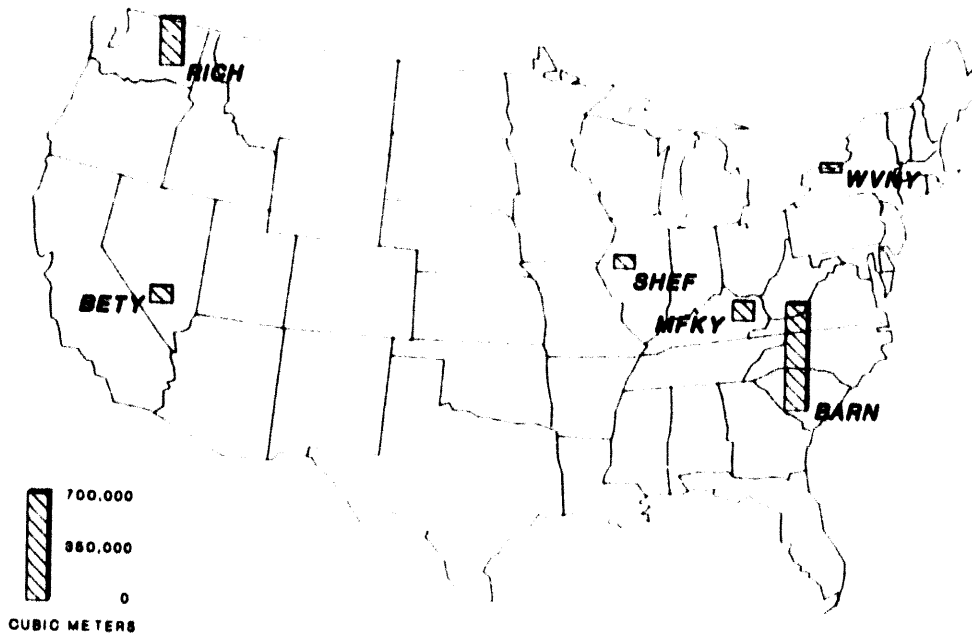 RICH
WVNY
SHEF
BETY
MFKY
BARN
700,000
350,000
0
CUBIC METERS